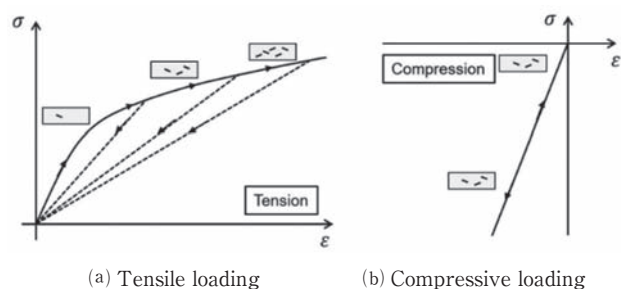 σ
Tension
ε
(a) Tensile loading
σ
ε
Compression
(b) Compressive loading